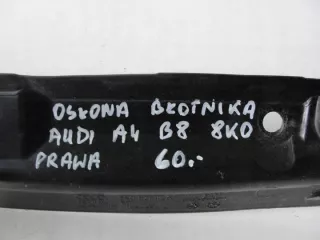 OSŁONA BŁOTNIKA
AUDI A4 B8 8K0
PRAWA 60.-